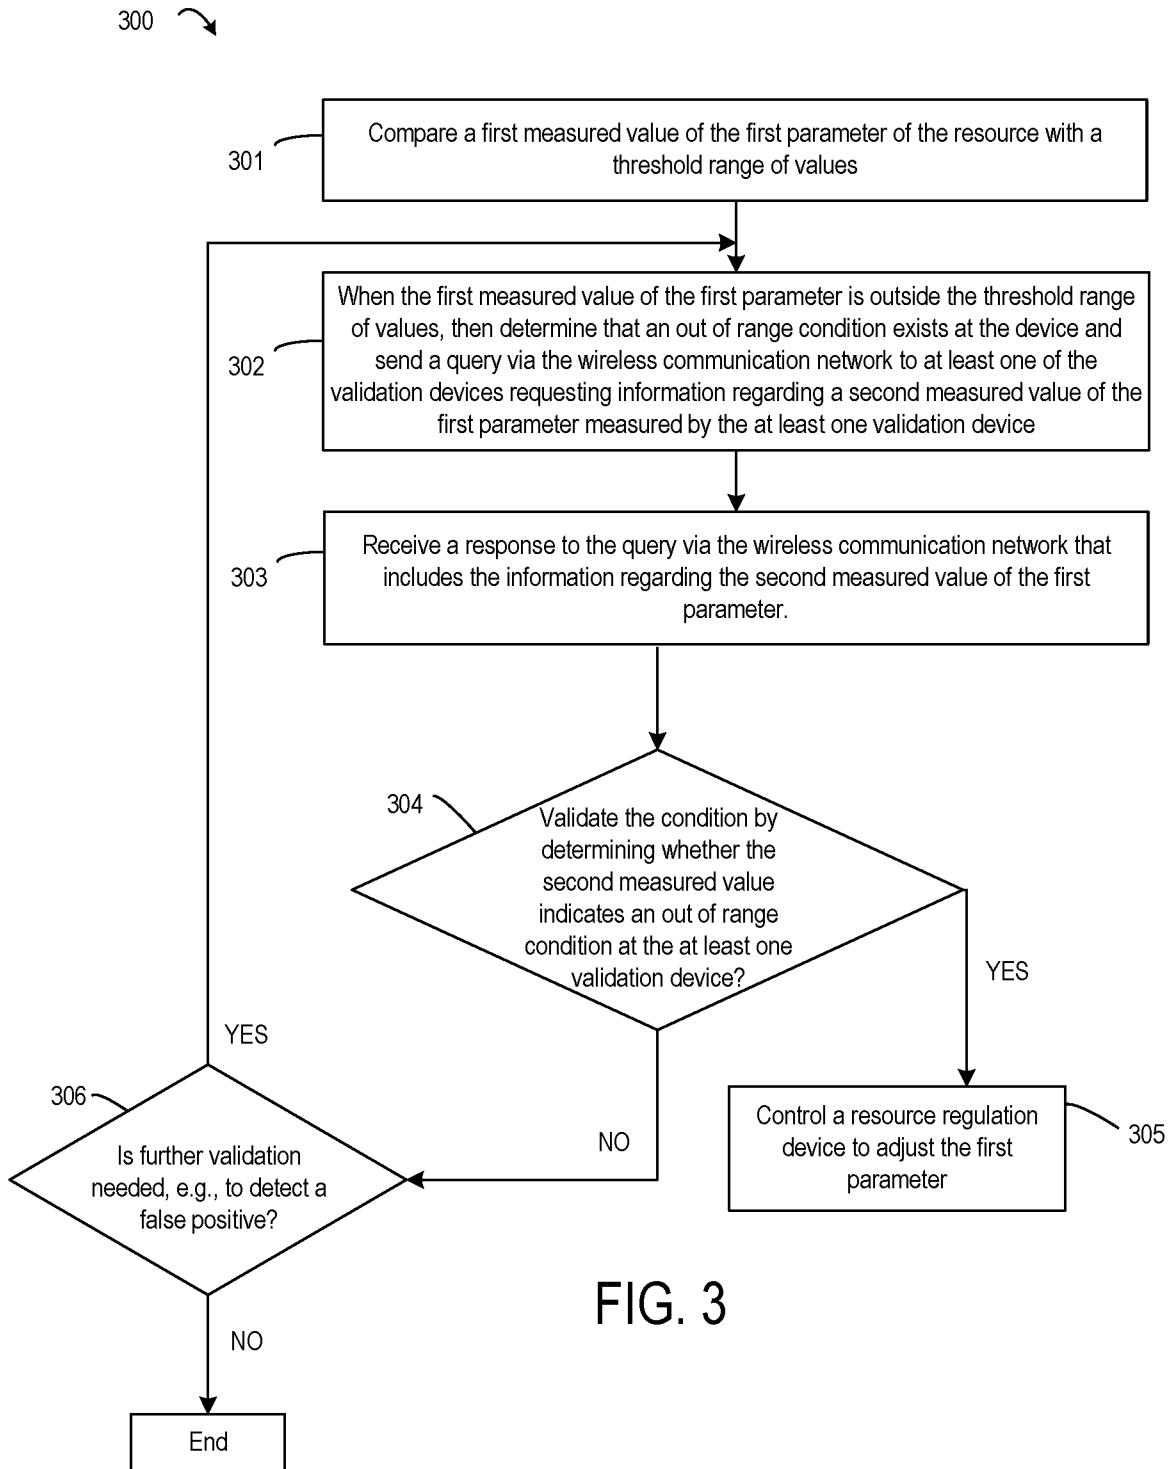 300
Compare a first measured value of the first parameter of the resource with a
threshold range of values
301
When the first measured value of the first parameter is outside the threshold range
of values, then determine that an out of range condition exists at the device and
send a query via the wireless communication network to at least one of the
validation devices requesting information regarding a second measured value of the
first parameter measured by the at least one validation device
302
Receive a response to the query via the wireless communication network that
includes the information regarding the second measured value of the first
parameter.
303
304
Validate the condition by
determining whether the
second measured value
indicates an out of range
condition at the at least one
validation device?
YES
YES
306
Is further validation
needed, e.g., to detect a
false positive?
NO
Control a resource regulation
device to adjust the first
parameter
305
FIG. 3
NO
End